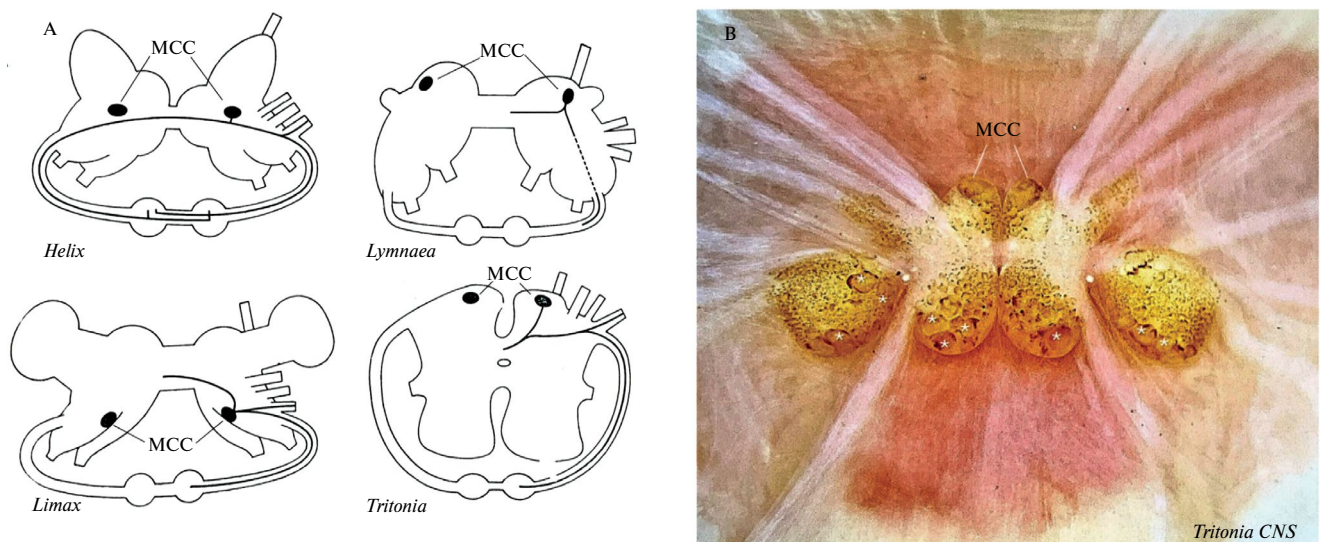 A
MCC
MCC
B
Helix
Lymnaea
MCC
MCC
MCC
Limax
Tritonia
Tritonia CNS